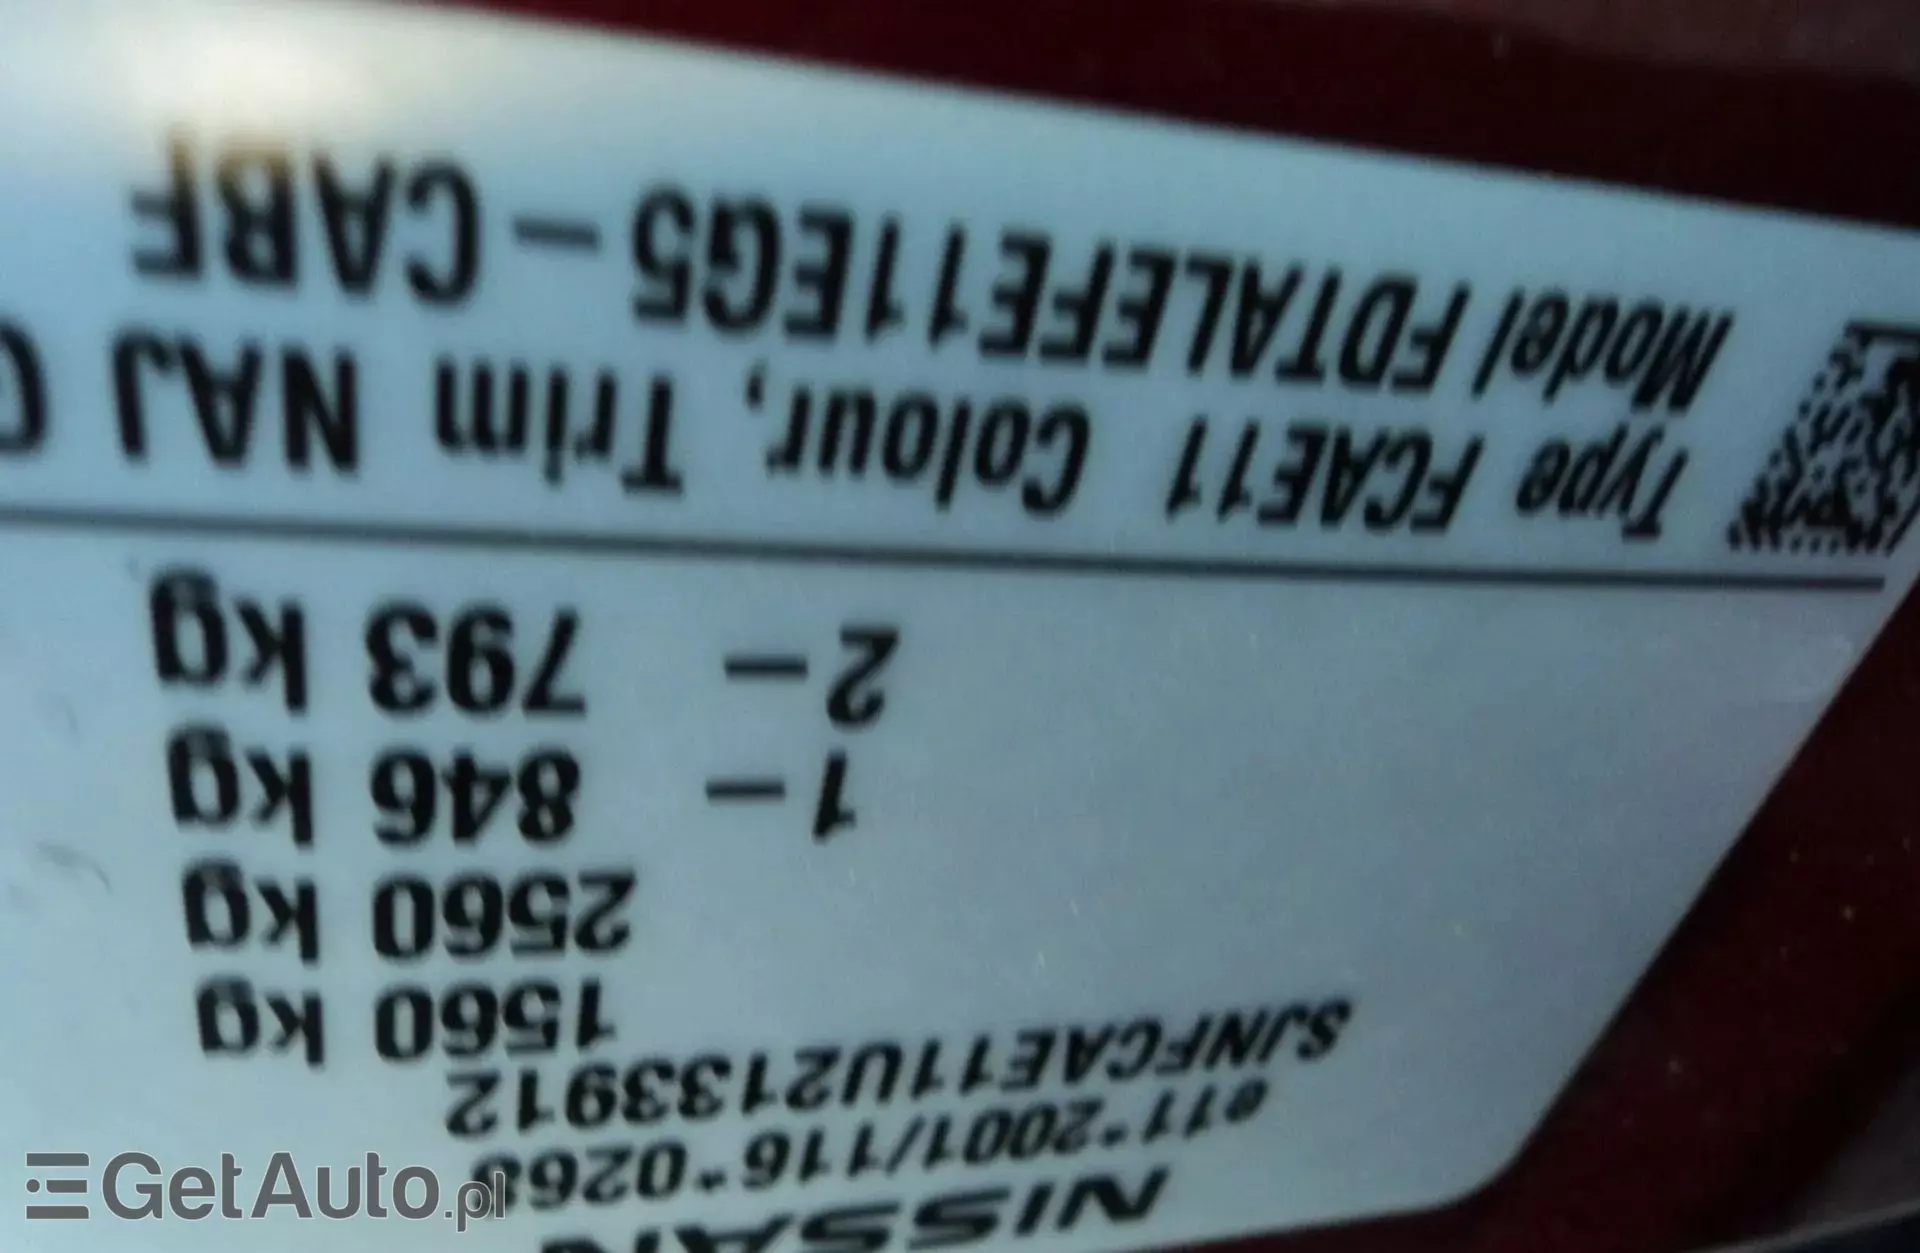 NISSAN
e11*2001/116*0268
SJNFCAE11U2133912
1560 kg
2560 kg
1 - 846 kg
2 - 793 kg
Type FCAE11 Colour, Trim NAJ
Model FDTALEFE11EG5 - CABF
GetAuto.pl